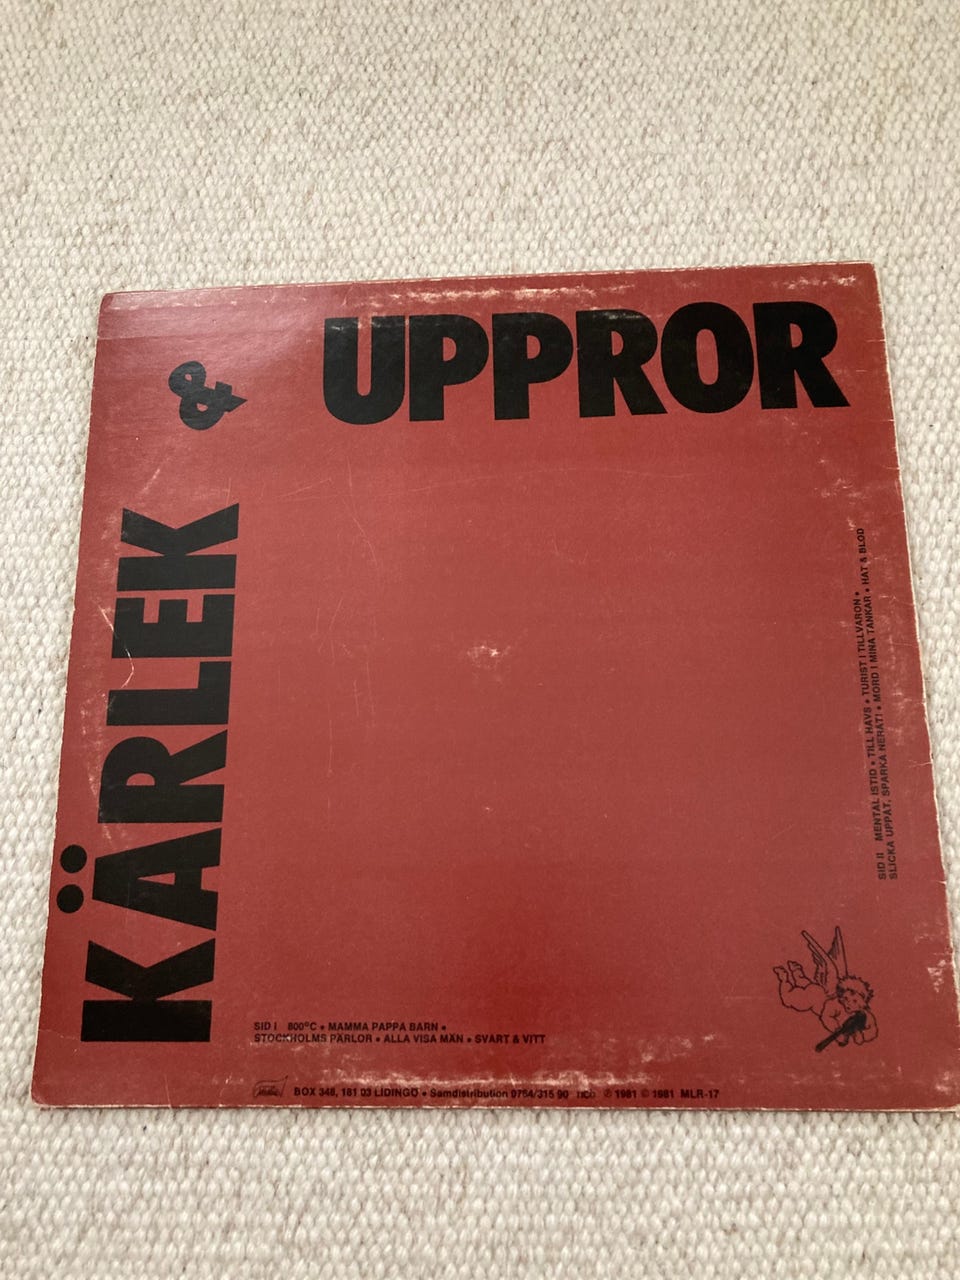 KÄRLEK & UPPROR
SID I 800°C • MAMMA PAPPA BARN •
STOCKHOLMS PÄRLOR • ALLA VISA MÄN • SVART & VITT
SID II MENTAL ISTID • TILL HAVS • TURIST I TILLVARON •
SLICKA UPPÅT, SPARKA NERÅT! • MORD I MINA TANKAR • HAT & BLOD
BOX 346, 181 03 LIDINGÖ • Samdistribution 0764/315 90 ℗ 1981 © 1981 MLR-17